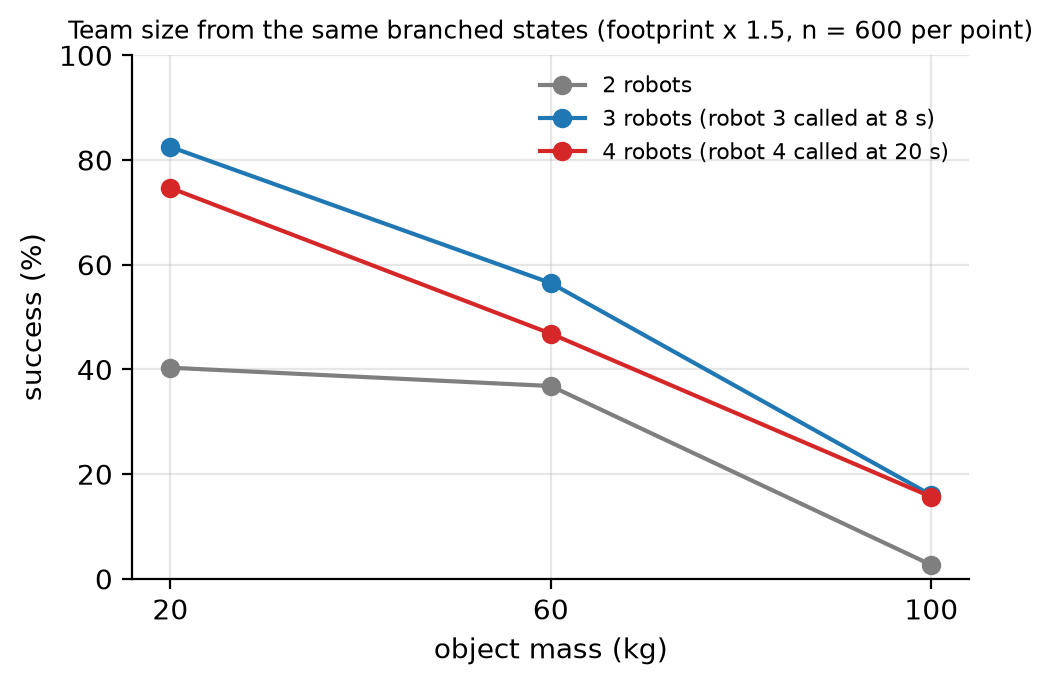 Team size from the same branched states (footprint x 1.5, n = 600 per point)
2 robots
3 robots (robot 3 called at 8 s)
4 robots (robot 4 called at 20 s)
success (%)
100
80
60
40
20
0
20 60 100
object mass (kg)